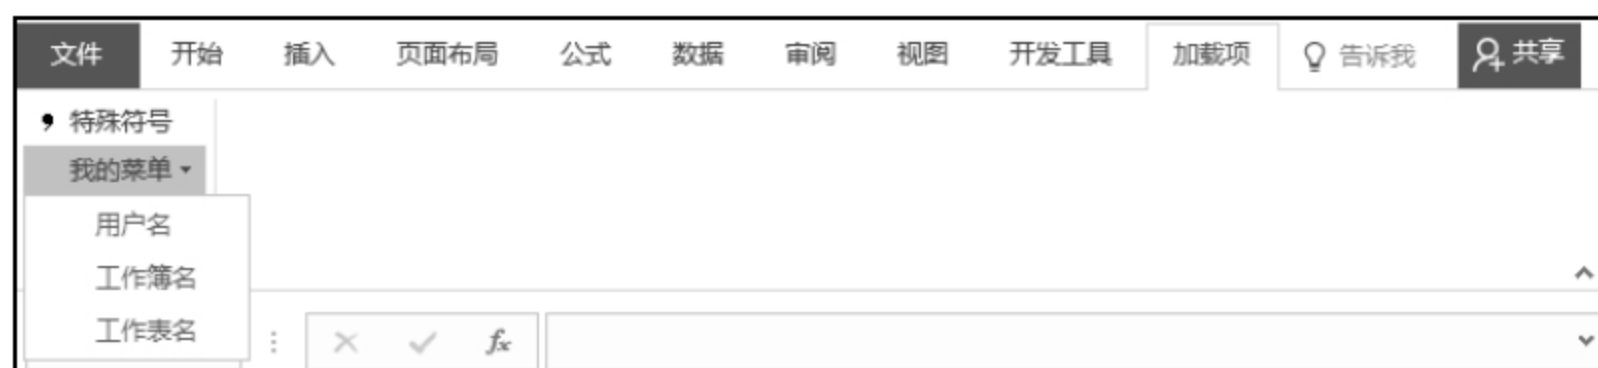 文件 开始 插入 页面布局 公式 数据 审阅 视图 开发工具 加载项 告诉我 共享
特殊符号
我的菜单
用户名
工作簿名
工作表名
fx